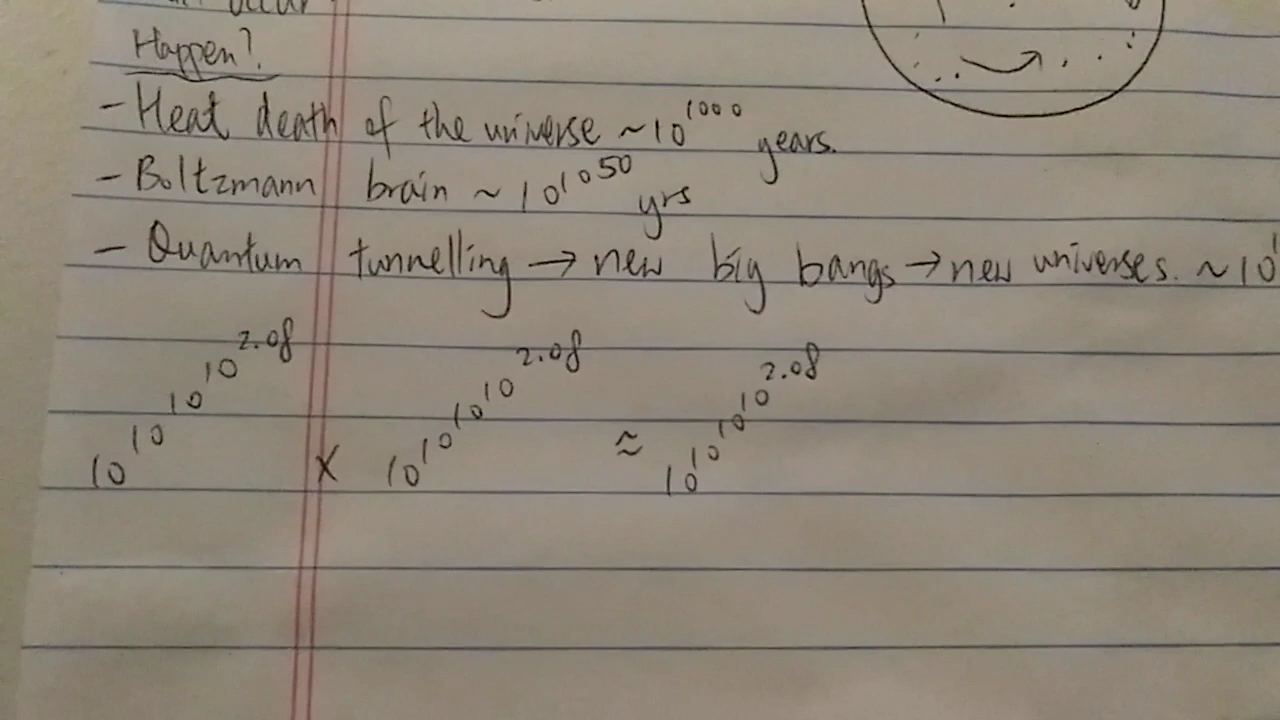 occur
Happen?
- Heat death of the universe ~10^1000 years.
- Boltzmann brain ~ 10^10^50 yrs
- Quantum tunnelling → new big bangs → new universes. ~10^1
10^10^10^10^2.08 x 10^10^10^10^2.08 ≈ 10^10^10^10^2.08